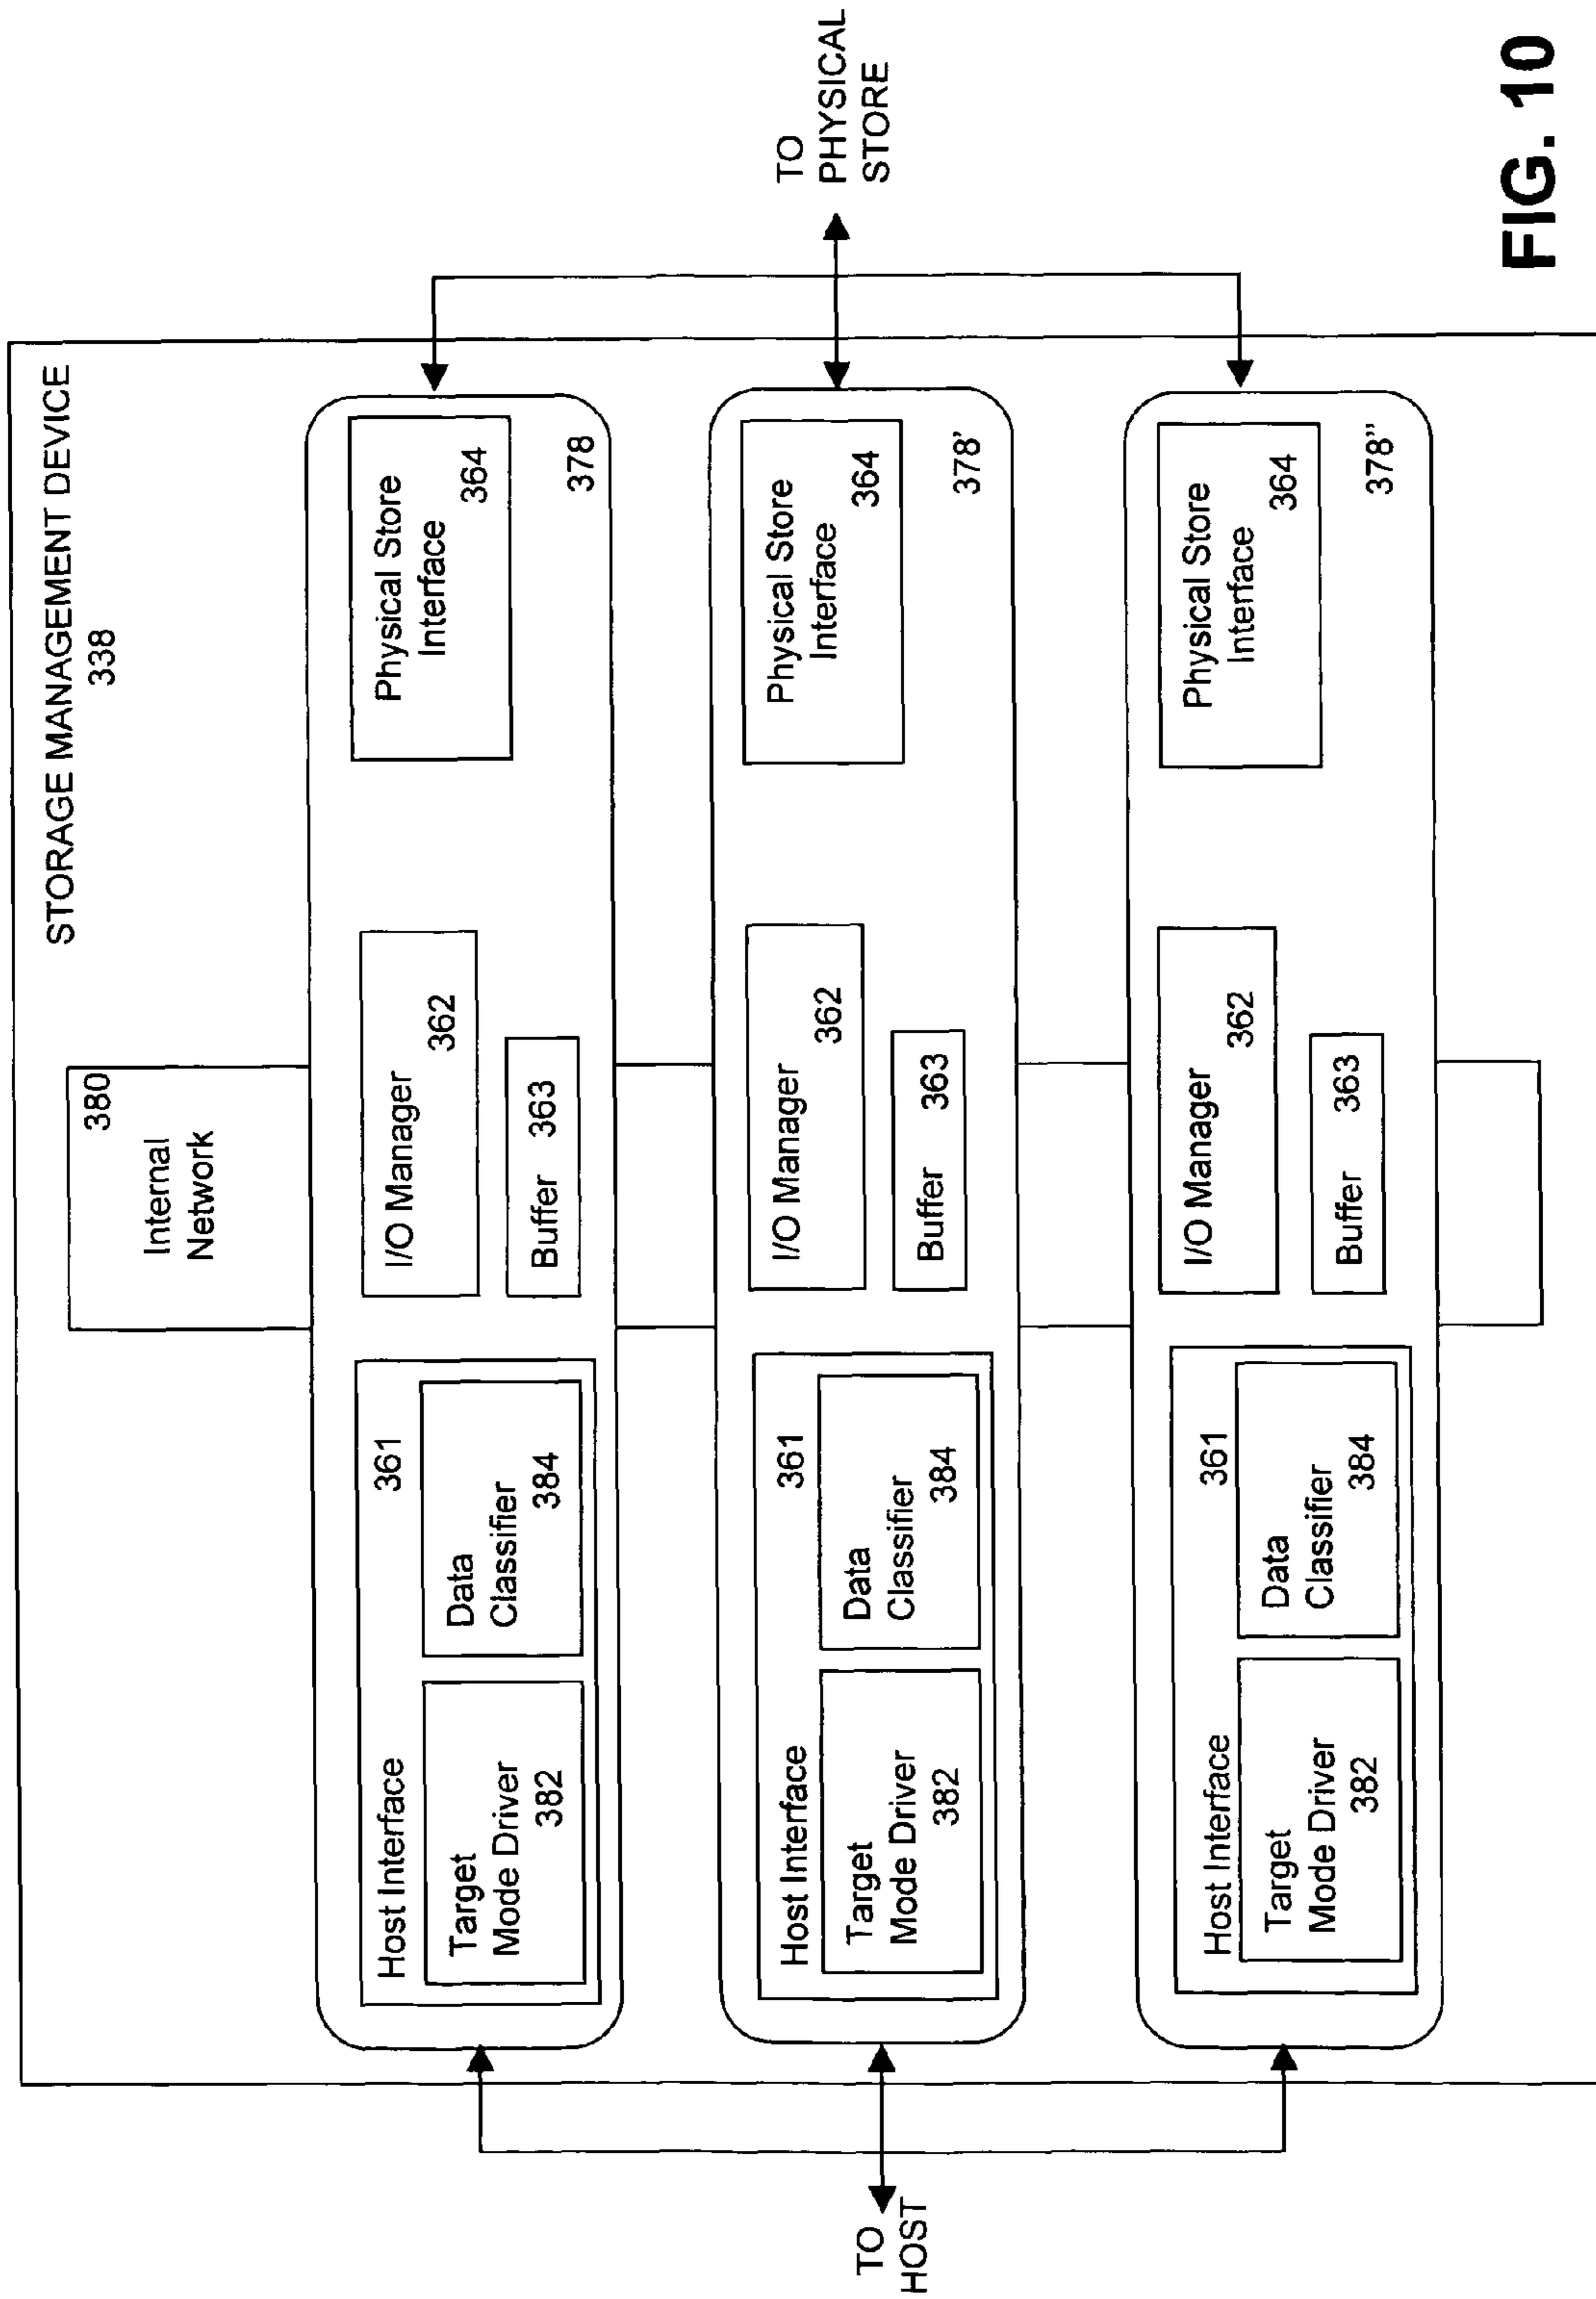 STORAGE MANAGEMENT DEVICE
338
380
Internal
Network
Host Interface
361
Target
Mode Driver
382
Data
Classifier
384
I/O Manager
362
Buffer 363
Physical Store
Interface
364
378
TO
HOST
Host Interface
361
Target
Mode Driver
382
Data
Classifier
384
I/O Manager
362
Buffer 363
Physical Store
Interface
364
378'
TO
PHYSICAL
STORE
Host Interface
361
Target
Mode Driver
382
Data
Classifier
384
I/O Manager
362
Buffer 363
Physical Store
Interface
364
378"
FIG. 10